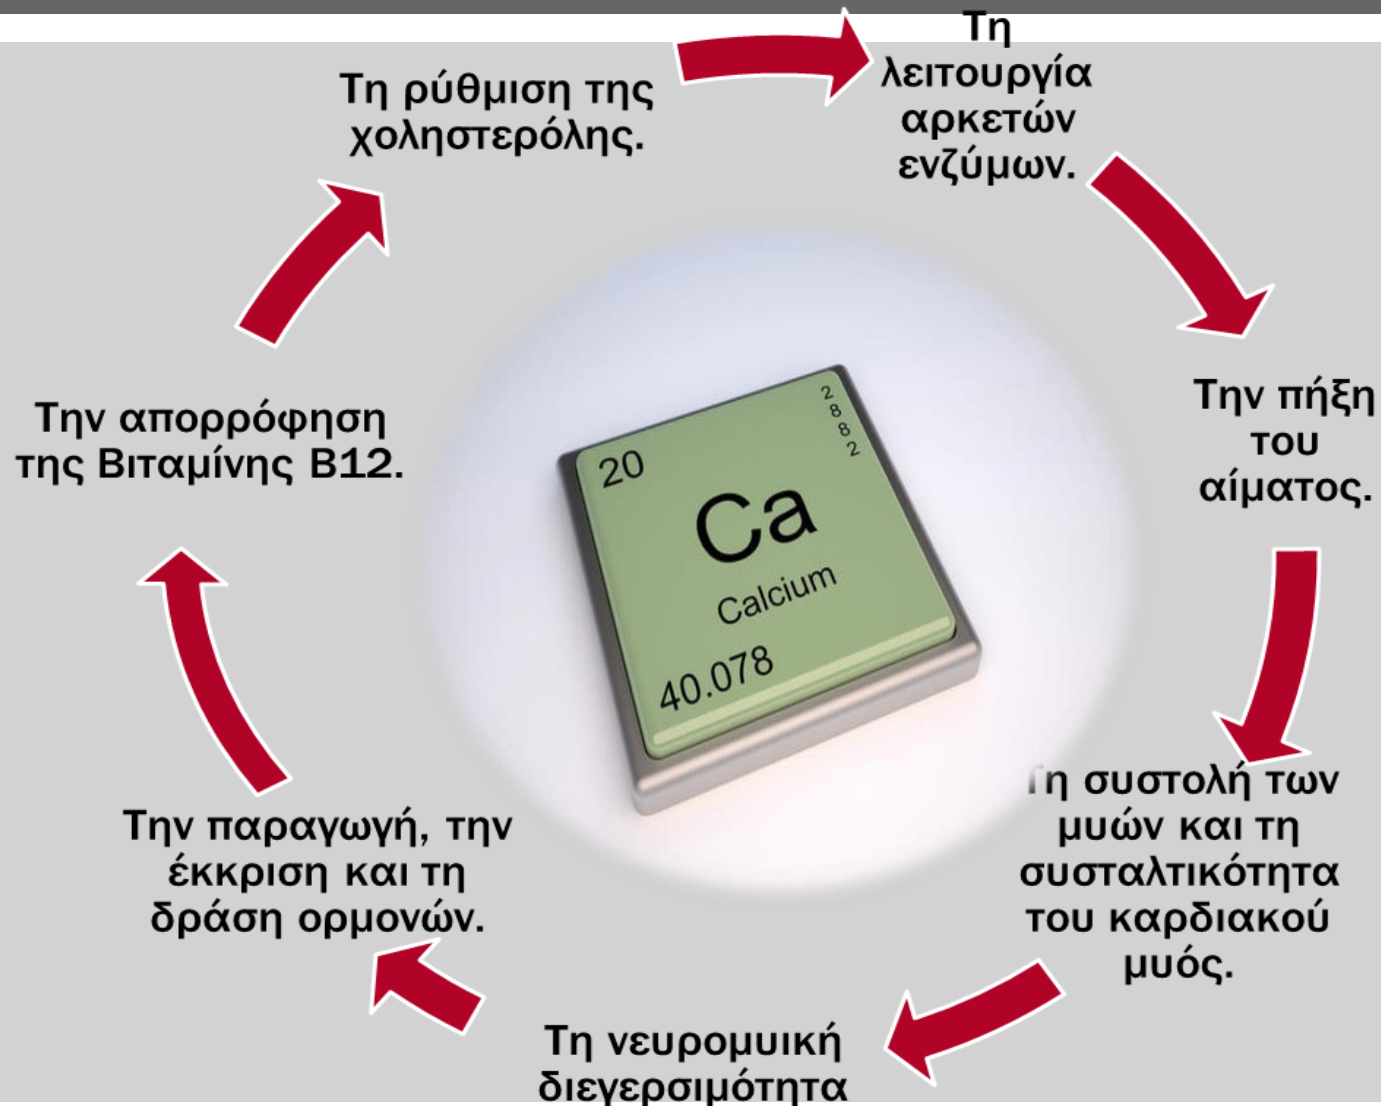 Τη
λειτουργία
αρκετών
ενζύμων.
Την πήξη
του
αίματος.
Τη συστολή των
μυών και τη
συσταλτικότητα
του καρδιακού
μυός.
Τη νευρομυική
διεγερσιμότητα
Την παραγωγή, την
έκκριση και τη
δράση ορμονών.
Την απορρόφηση
της Βιταμίνης Β12.
Τη ρύθμιση της
χοληστερόλης.
20
2
8
8
2
Ca
Calcium
40.078